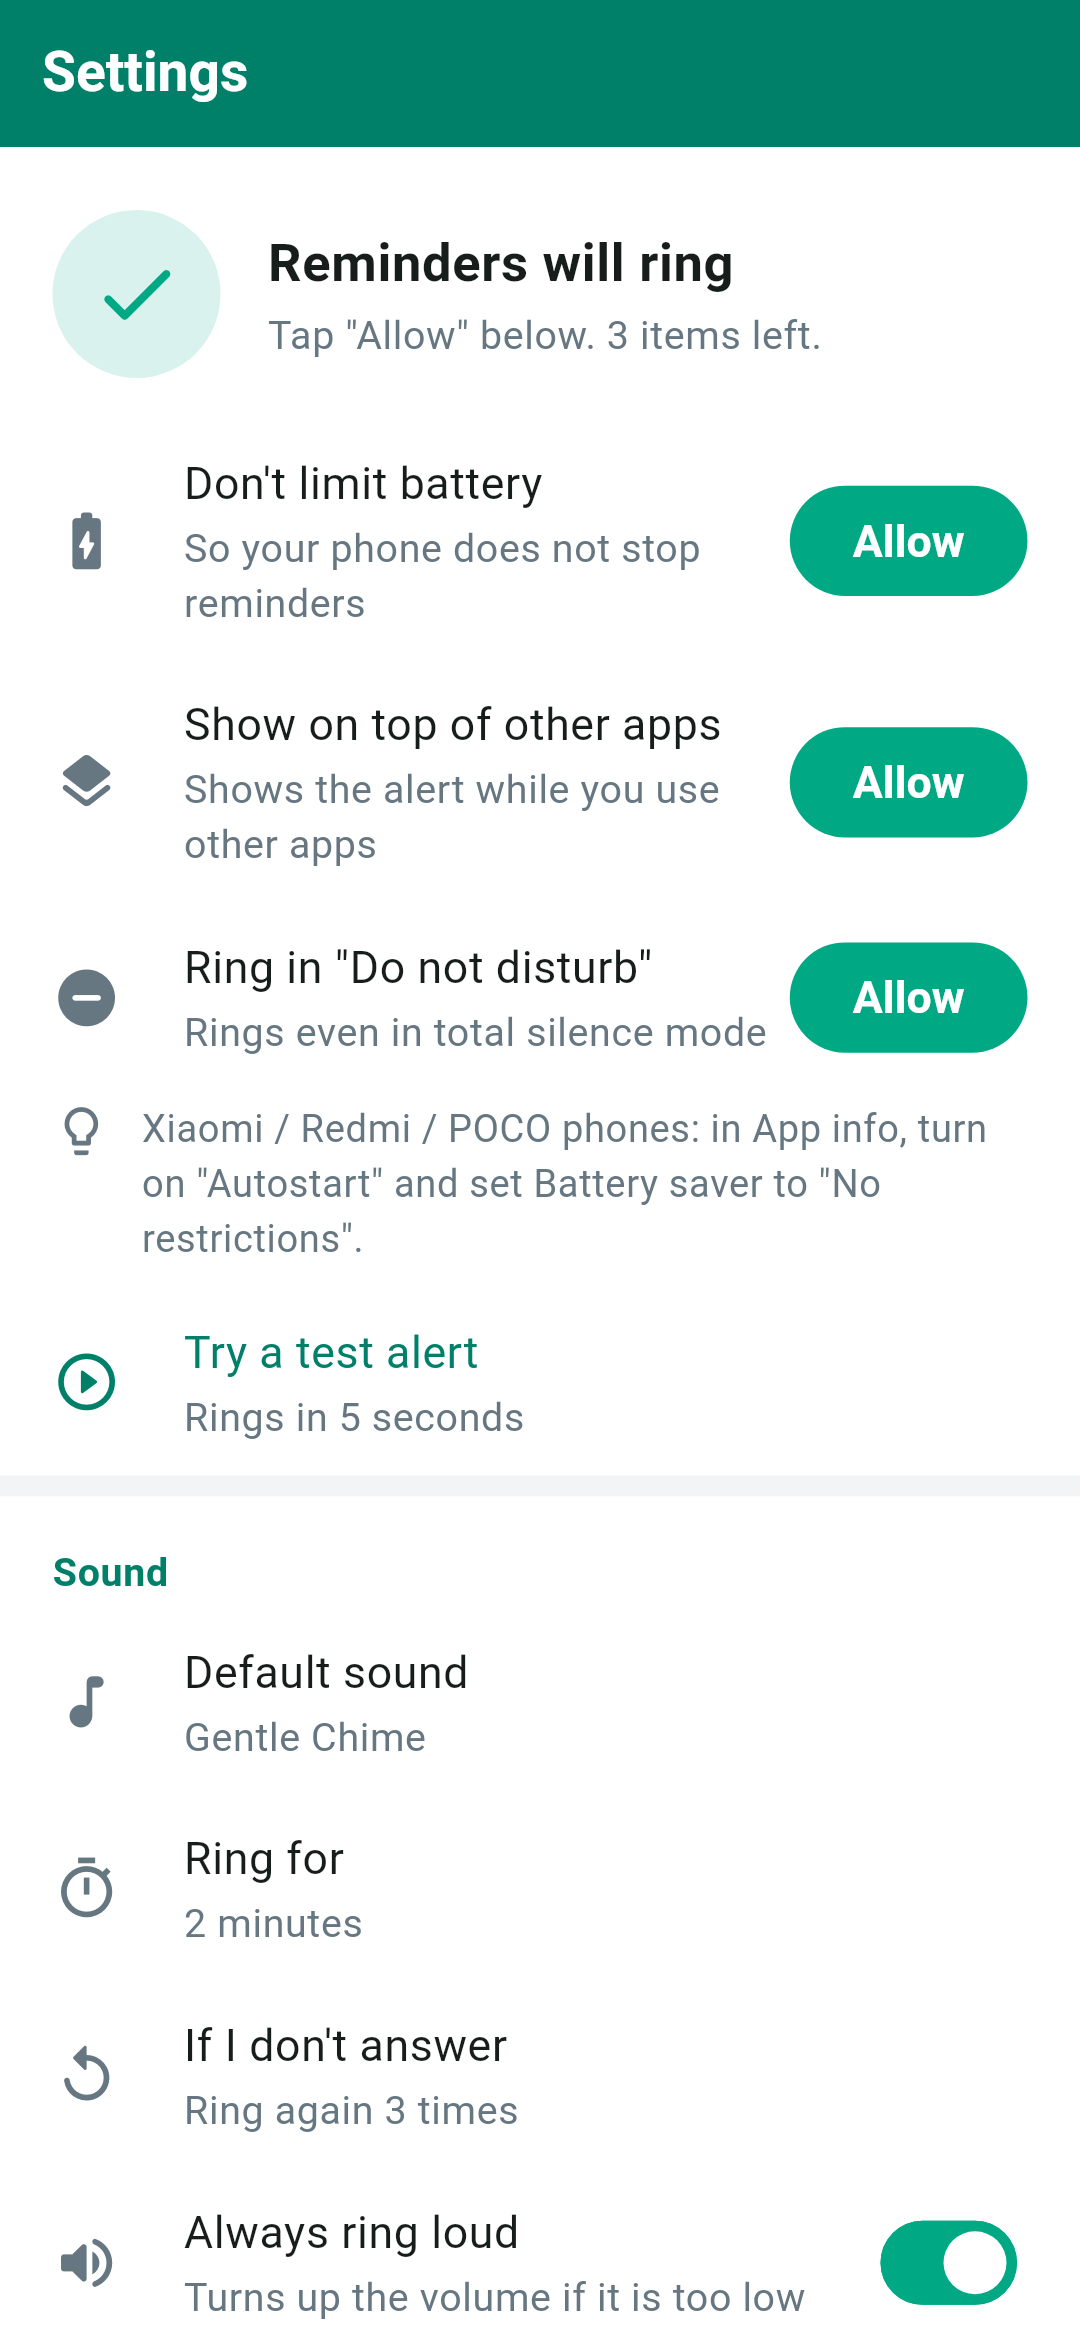 Settings
Reminders will ring
Tap "Allow" below. 3 items left.
Don't limit battery
So your phone does not stop
reminders
Allow
Show on top of other apps
Shows the alert while you use
other apps
Allow
Ring in "Do not disturb"
Rings even in total silence mode
Allow
Xiaomi / Redmi / POCO phones: in App info, turn
on "Autostart" and set Battery saver to "No
restrictions".
Try a test alert
Rings in 5 seconds
Sound
Default sound
Gentle Chime
Ring for
2 minutes
If I don't answer
Ring again 3 times
Always ring loud
Turns up the volume if it is too low